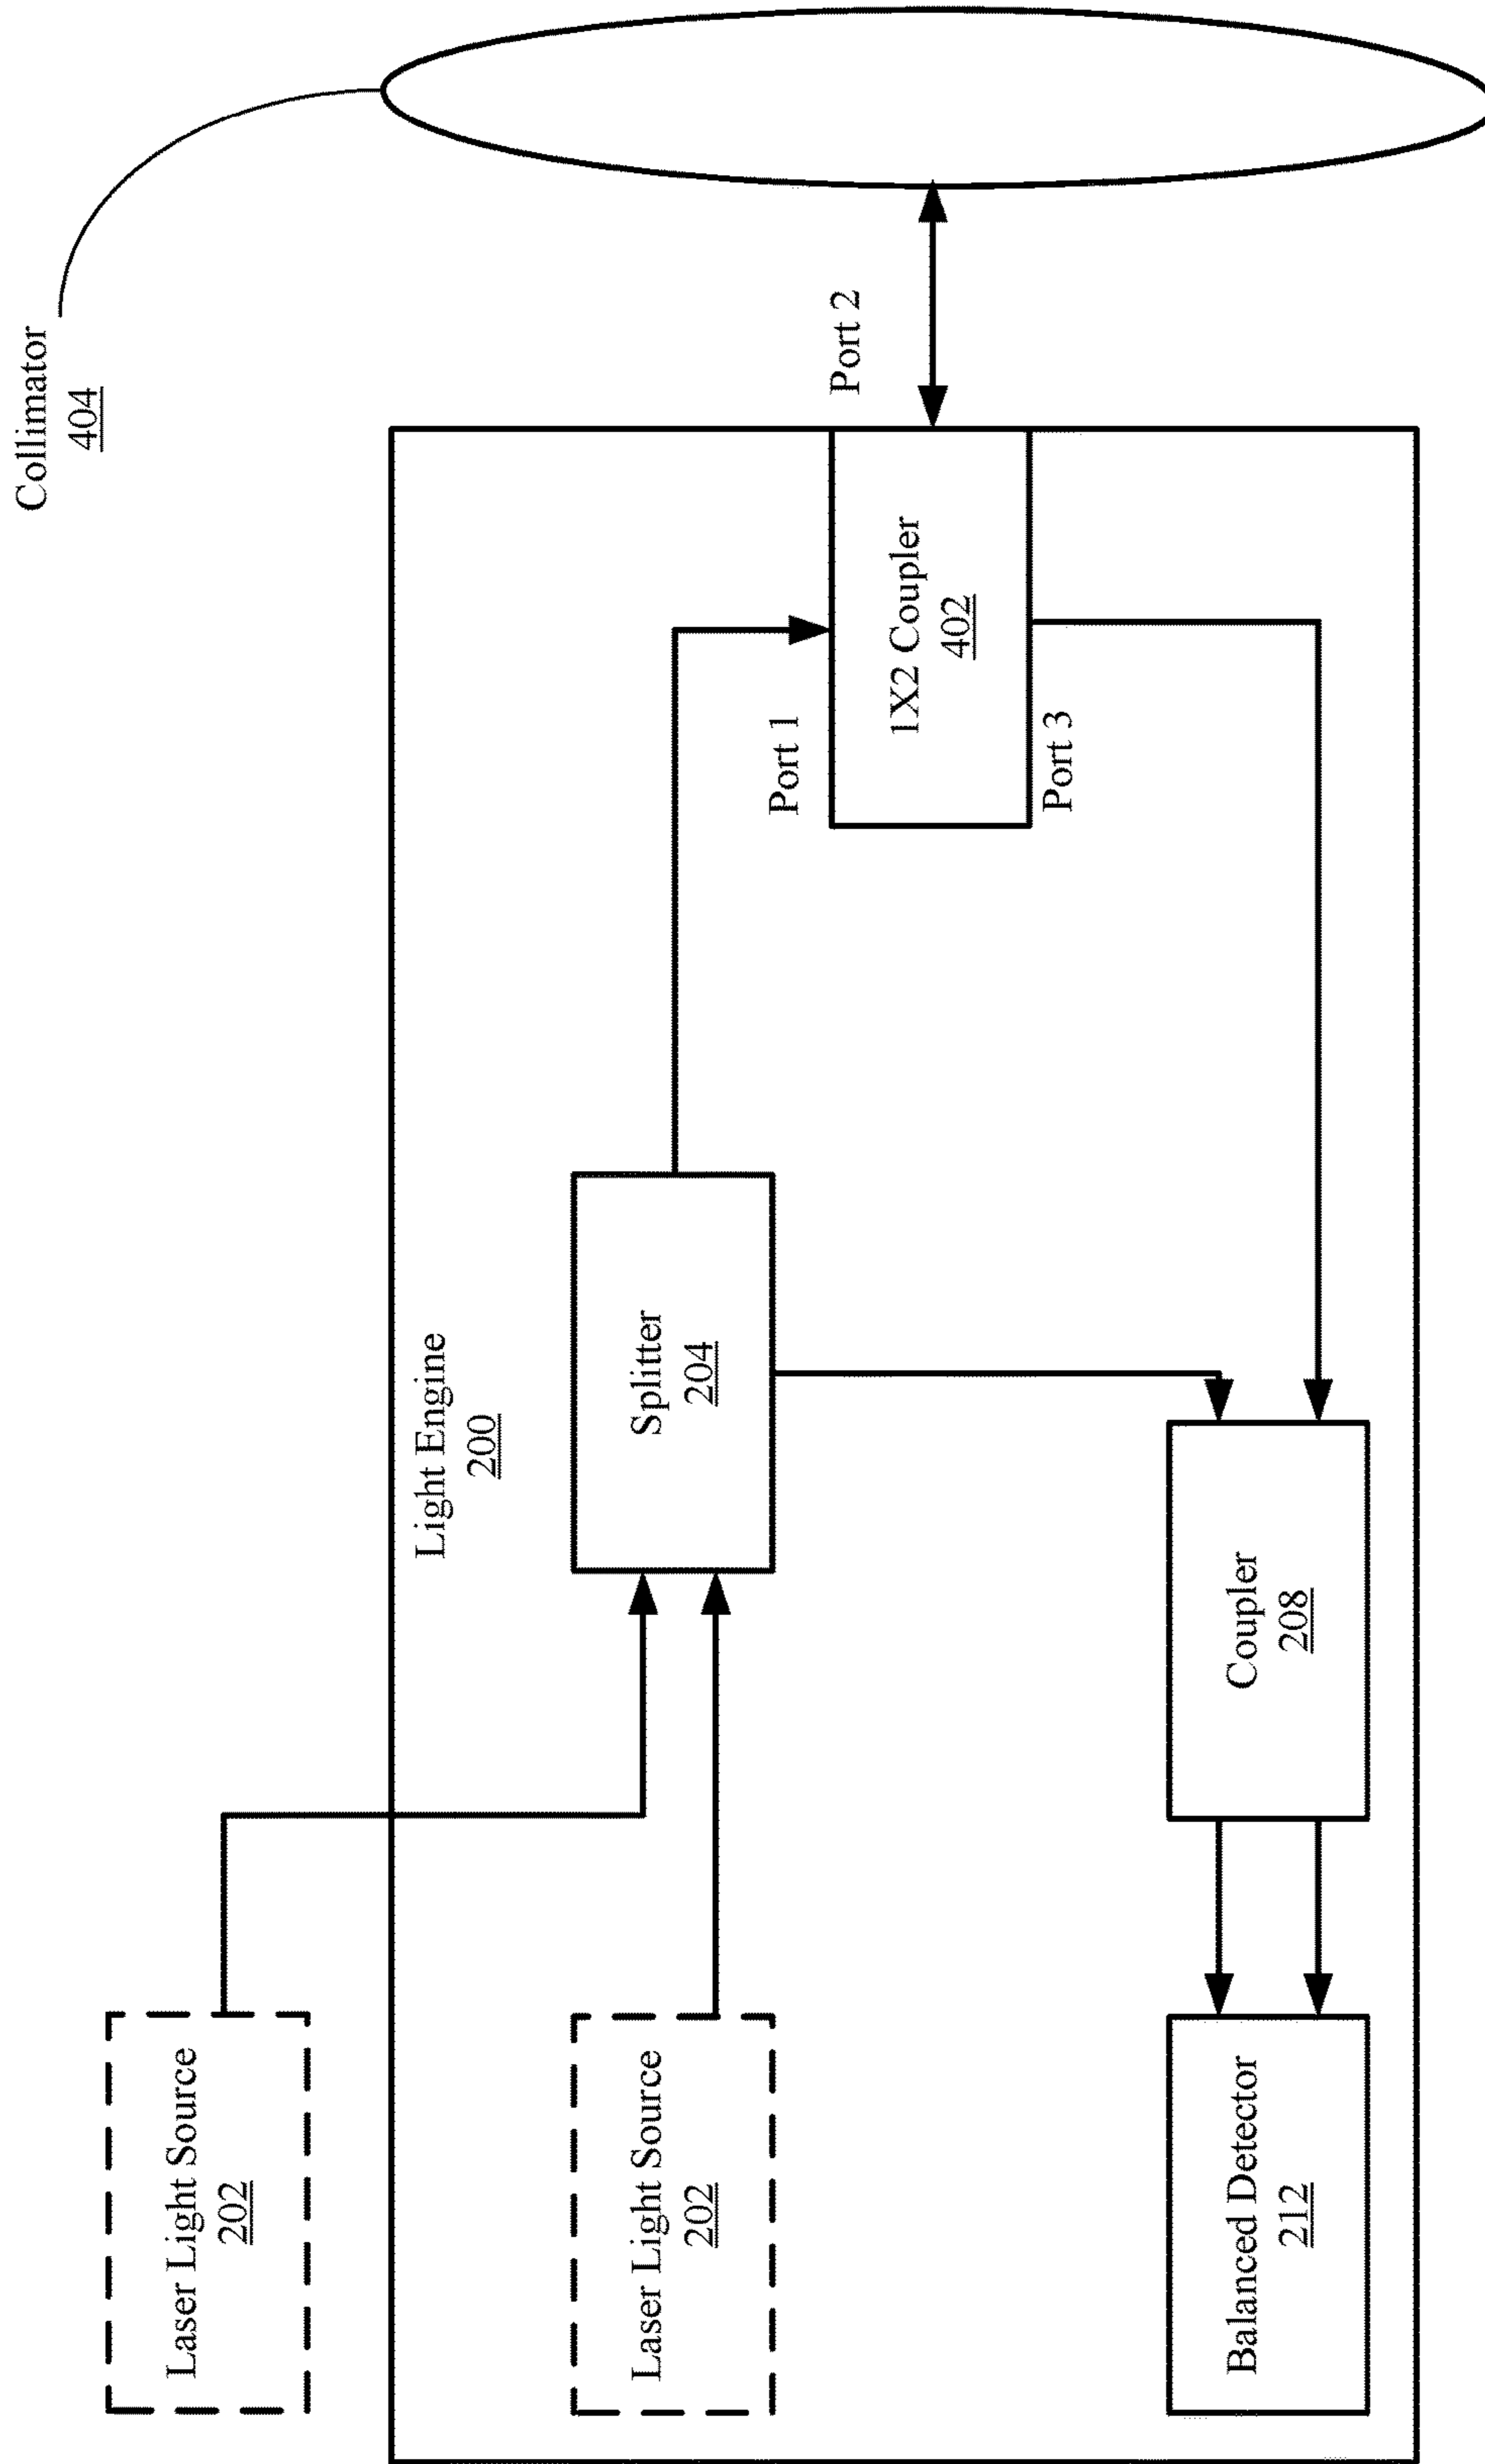 Laser Light Source
202
Light Engine
200
Collimator
404
Laser Light Source
202
Splitter
204
Port 1
Port 2
1X2 Coupler
402
Port 3
Balanced Detector
212
Coupler
208